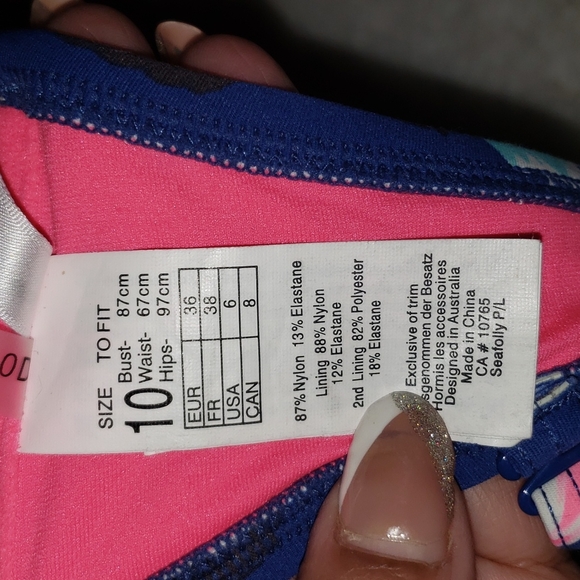 SIZE TO FIT
10
Bust- 87cm
Waist- 67cm
Hips- 97cm
EUR 36
FR 38
USA 6
CAN 8
87% Nylon 13% Elastane
Lining 88% Nylon
12% Elastane
2nd Lining 82% Polyester
18% Elastane
Exclusive of trim
sgenommen der Besatz
Hormis les accessoires
Designed in Australia
Made in China
CA # 10765
Seafolly P/L